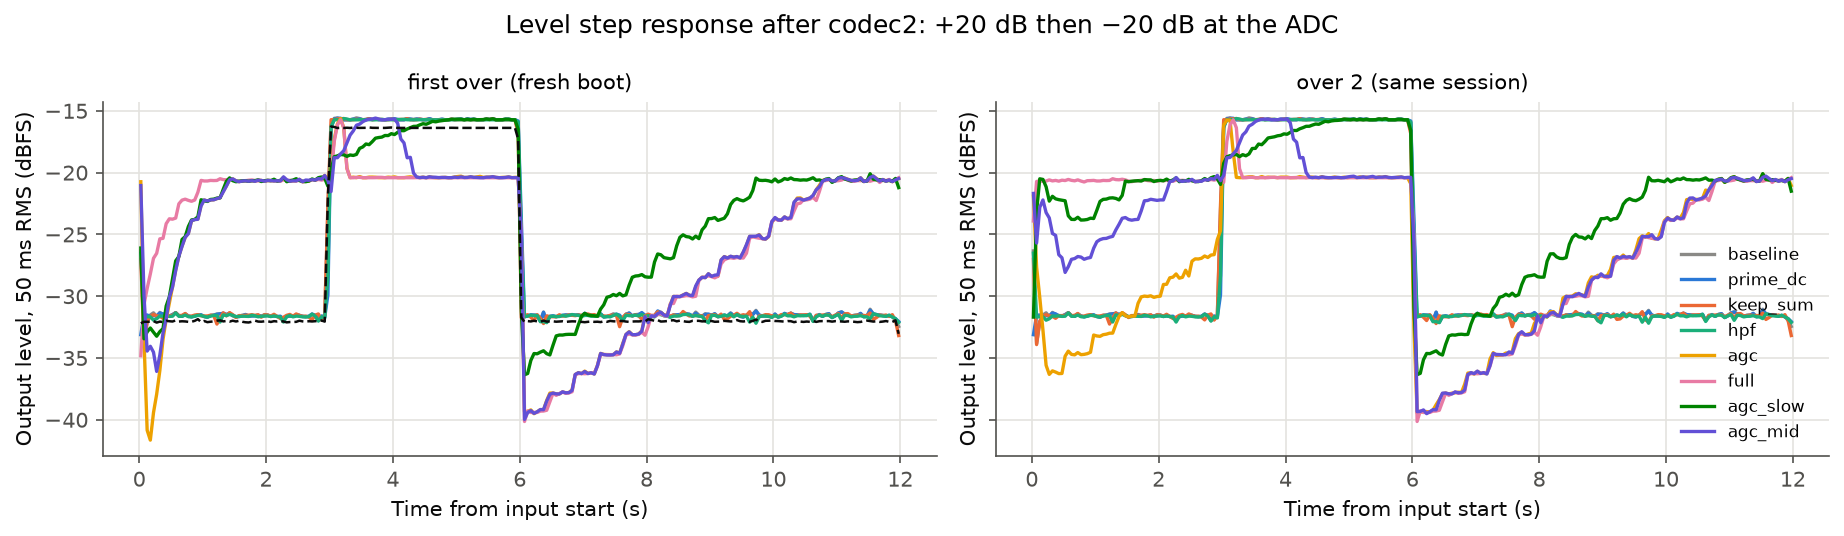 Level step response after codec2: +20 dB then −20 dB at the ADC
first over (fresh boot)
Output level, 50 ms RMS (dBFS)
−15
−20
−25
−30
−35
−40
0 2 4 6 8 10 12
Time from input start (s)
over 2 (same session)
Output level, 50 ms RMS (dBFS)
baseline
prime_dc
keep_sum
hpf
agc
full
agc_slow
agc_mid
0 2 4 6 8 10 12
Time from input start (s)